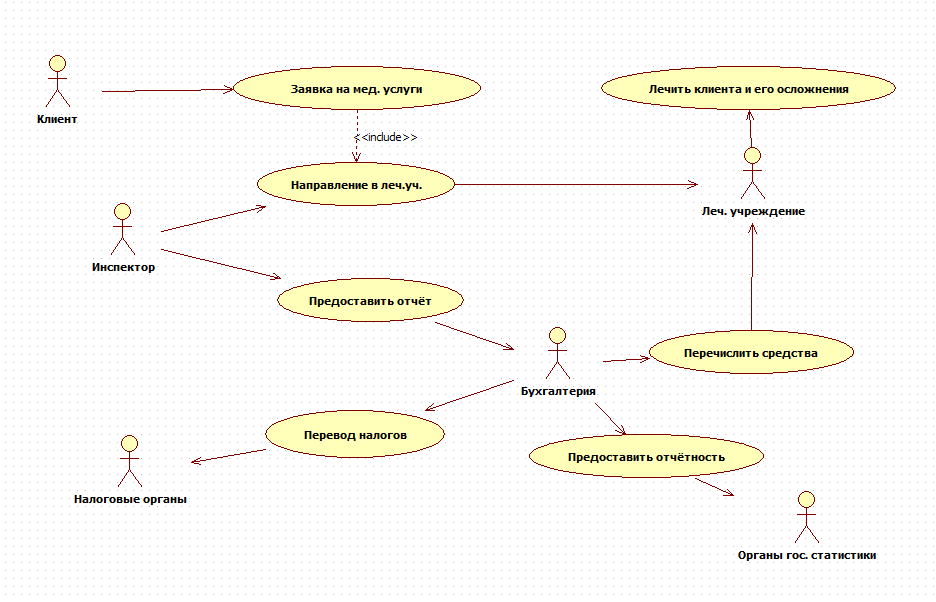 Заявка на мед. услуги
Лечить клиента и его осложнения
Клиент
<<include>>
Направление в леч.уч.
Леч. учреждение
Инспектор
Предоставить отчёт
Перечислить средства
Бухгалтерия
Перевод налогов
Предоставить отчётность
Налоговые органы
Органы гос. статистики